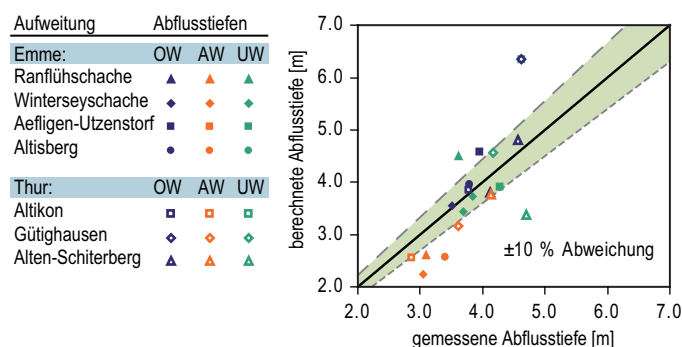 Aufweitung Abflusstiefen
Emme: OW AW UW
Ranflühschache
Winterseyschache
Aefligen-Utzenstorf
Altisberg
Thur: OW AW UW
Altikon
Gütighausen
Alten-Schiterberg
berechnete Abflusstiefe [m]
7.0
6.0
5.0
4.0
3.0
2.0
±10 % Abweichung
2.0 3.0 4.0 5.0 6.0 7.0
gemessene Abflusstiefe [m]